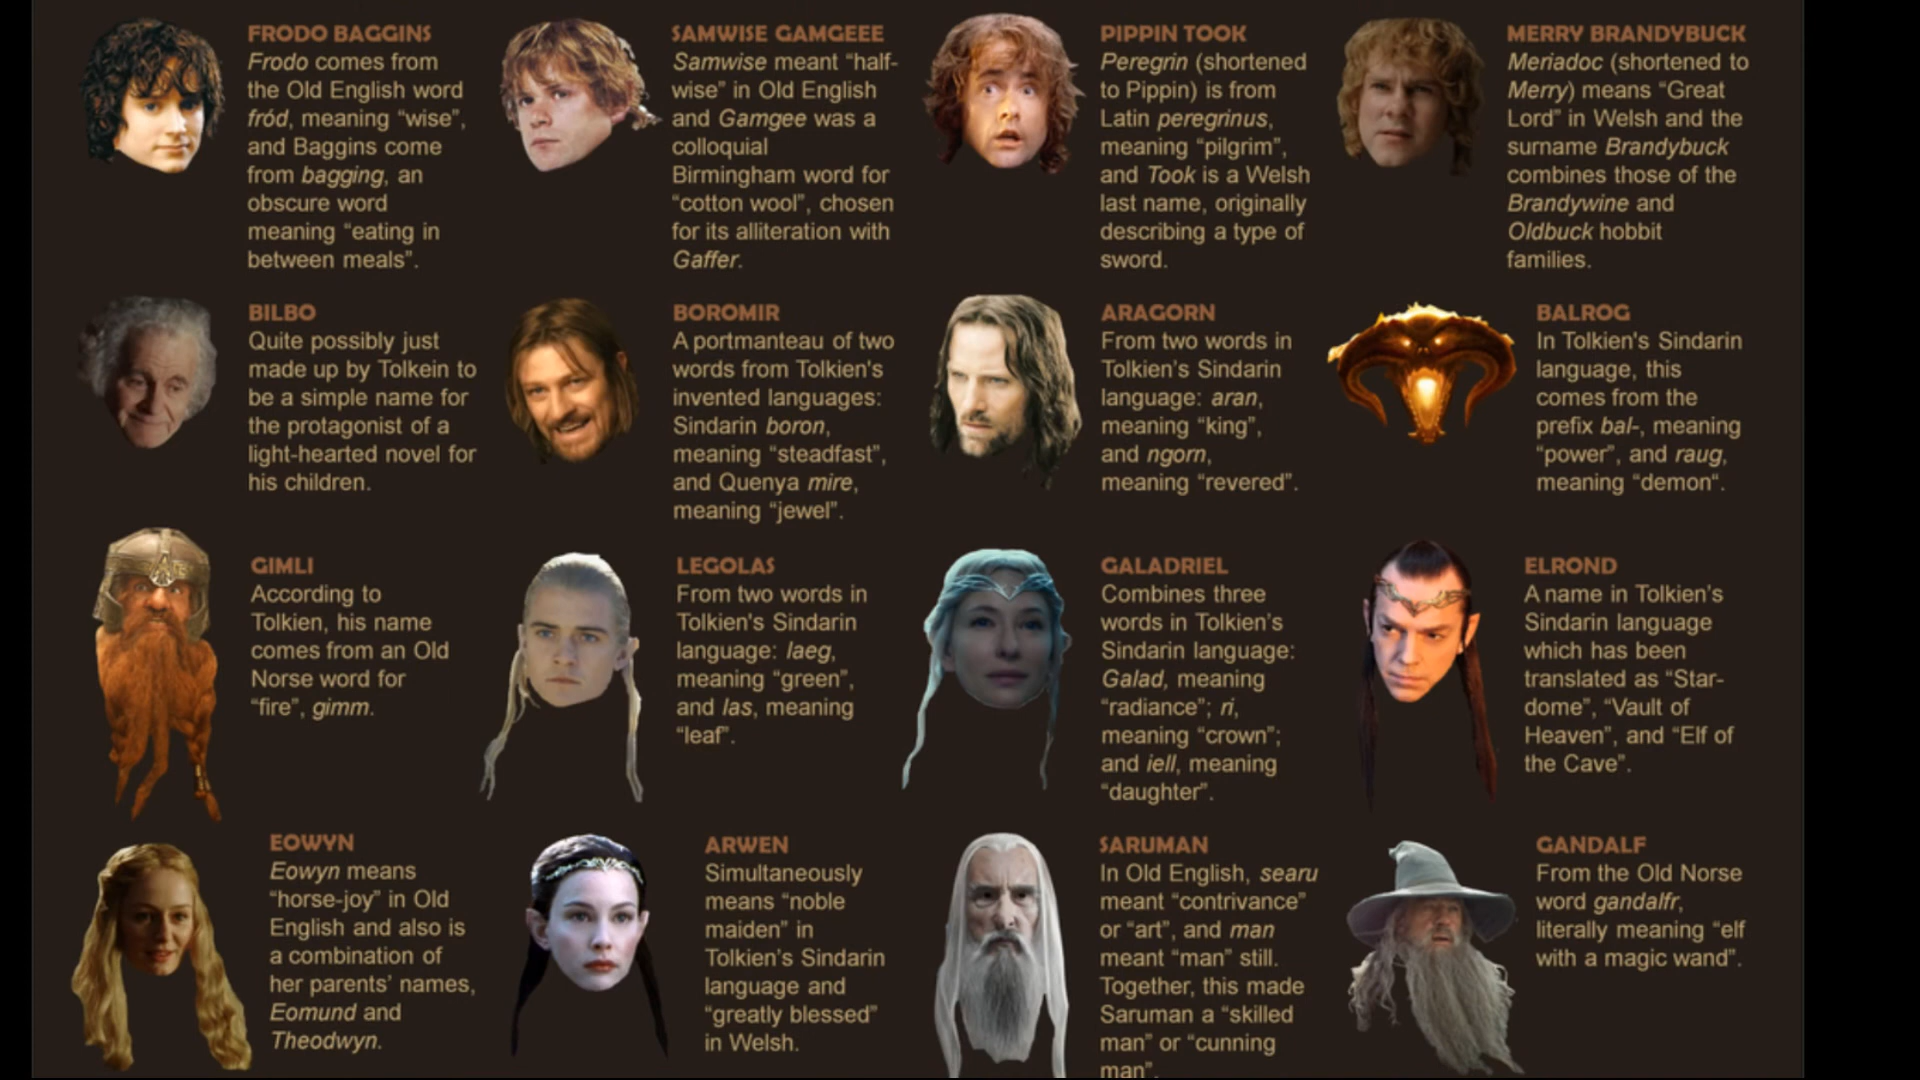 FRODO BAGGINS
Frodo comes from
the Old English word
fród, meaning “wise”,
and Baggins come
from bagging, an
obscure word
meaning “eating in
between meals”.
SAMWISE GAMGEEE
Samwise meant “half-
wise” in Old English
and Gamgee was a
colloquial
Birmingham word for
“cotton wool”, chosen
for its alliteration with
Gaffer.
PIPPIN TOOK
Peregrin (shortened
to Pippin) is from
Latin peregrinus,
meaning “pilgrim”,
and Took is a Welsh
last name, originally
describing a type of
sword.
MERRY BRANDYBUCK
Meriadoc (shortened to
Merry) means “Great
Lord” in Welsh and the
surname Brandybuck
combines those of the
Brandywine and
Oldbuck hobbit
families.
BILBO
Quite possibly just
made up by Tolkein to
be a simple name for
the protagonist of a
light-hearted novel for
his children.
BOROMIR
A portmanteau of two
words from Tolkien's
invented languages:
Sindarin boron,
meaning “steadfast”,
and Quenya mire,
meaning “jewel”.
ARAGORN
From two words in
Tolkien’s Sindarin
language: aran,
meaning “king”,
and ngorn,
meaning “revered”.
BALROG
In Tolkien's Sindarin
language, this
comes from the
prefix bal-, meaning
“power”, and raug,
meaning “demon“.
GIMLI
According to
Tolkien, his name
comes from an Old
Norse word for
“fire”, gimm.
LEGOLAS
From two words in
Tolkien's Sindarin
language: laeg,
meaning “green”,
and las, meaning
“leaf”.
GALADRIEL
Combines three
words in Tolkien’s
Sindarin language:
Galad, meaning
“radiance”; rí,
meaning “crown”;
and iell, meaning
“daughter”.
ELROND
A name in Tolkien’s
Sindarin language
which has been
translated as “Star-
dome”, “Vault of
Heaven”, and “Elf of
the Cave”.
EOWYN
Eowyn means
“horse-joy” in Old
English and also is
a combination of
her parents’ names,
Eomund and
Theodwyn.
ARWEN
Simultaneously
means “noble
maiden” in
Tolkien’s Sindarin
language and
“greatly blessed”
in Welsh.
SARUMAN
In Old English, searu
meant “contrivance”
or “art”, and man
meant “man” still.
Together, this made
Saruman a “skilled
man” or “cunning
man”.
GANDALF
From the Old Norse
word gandalfr,
literally meaning “elf
with a magic wand”.